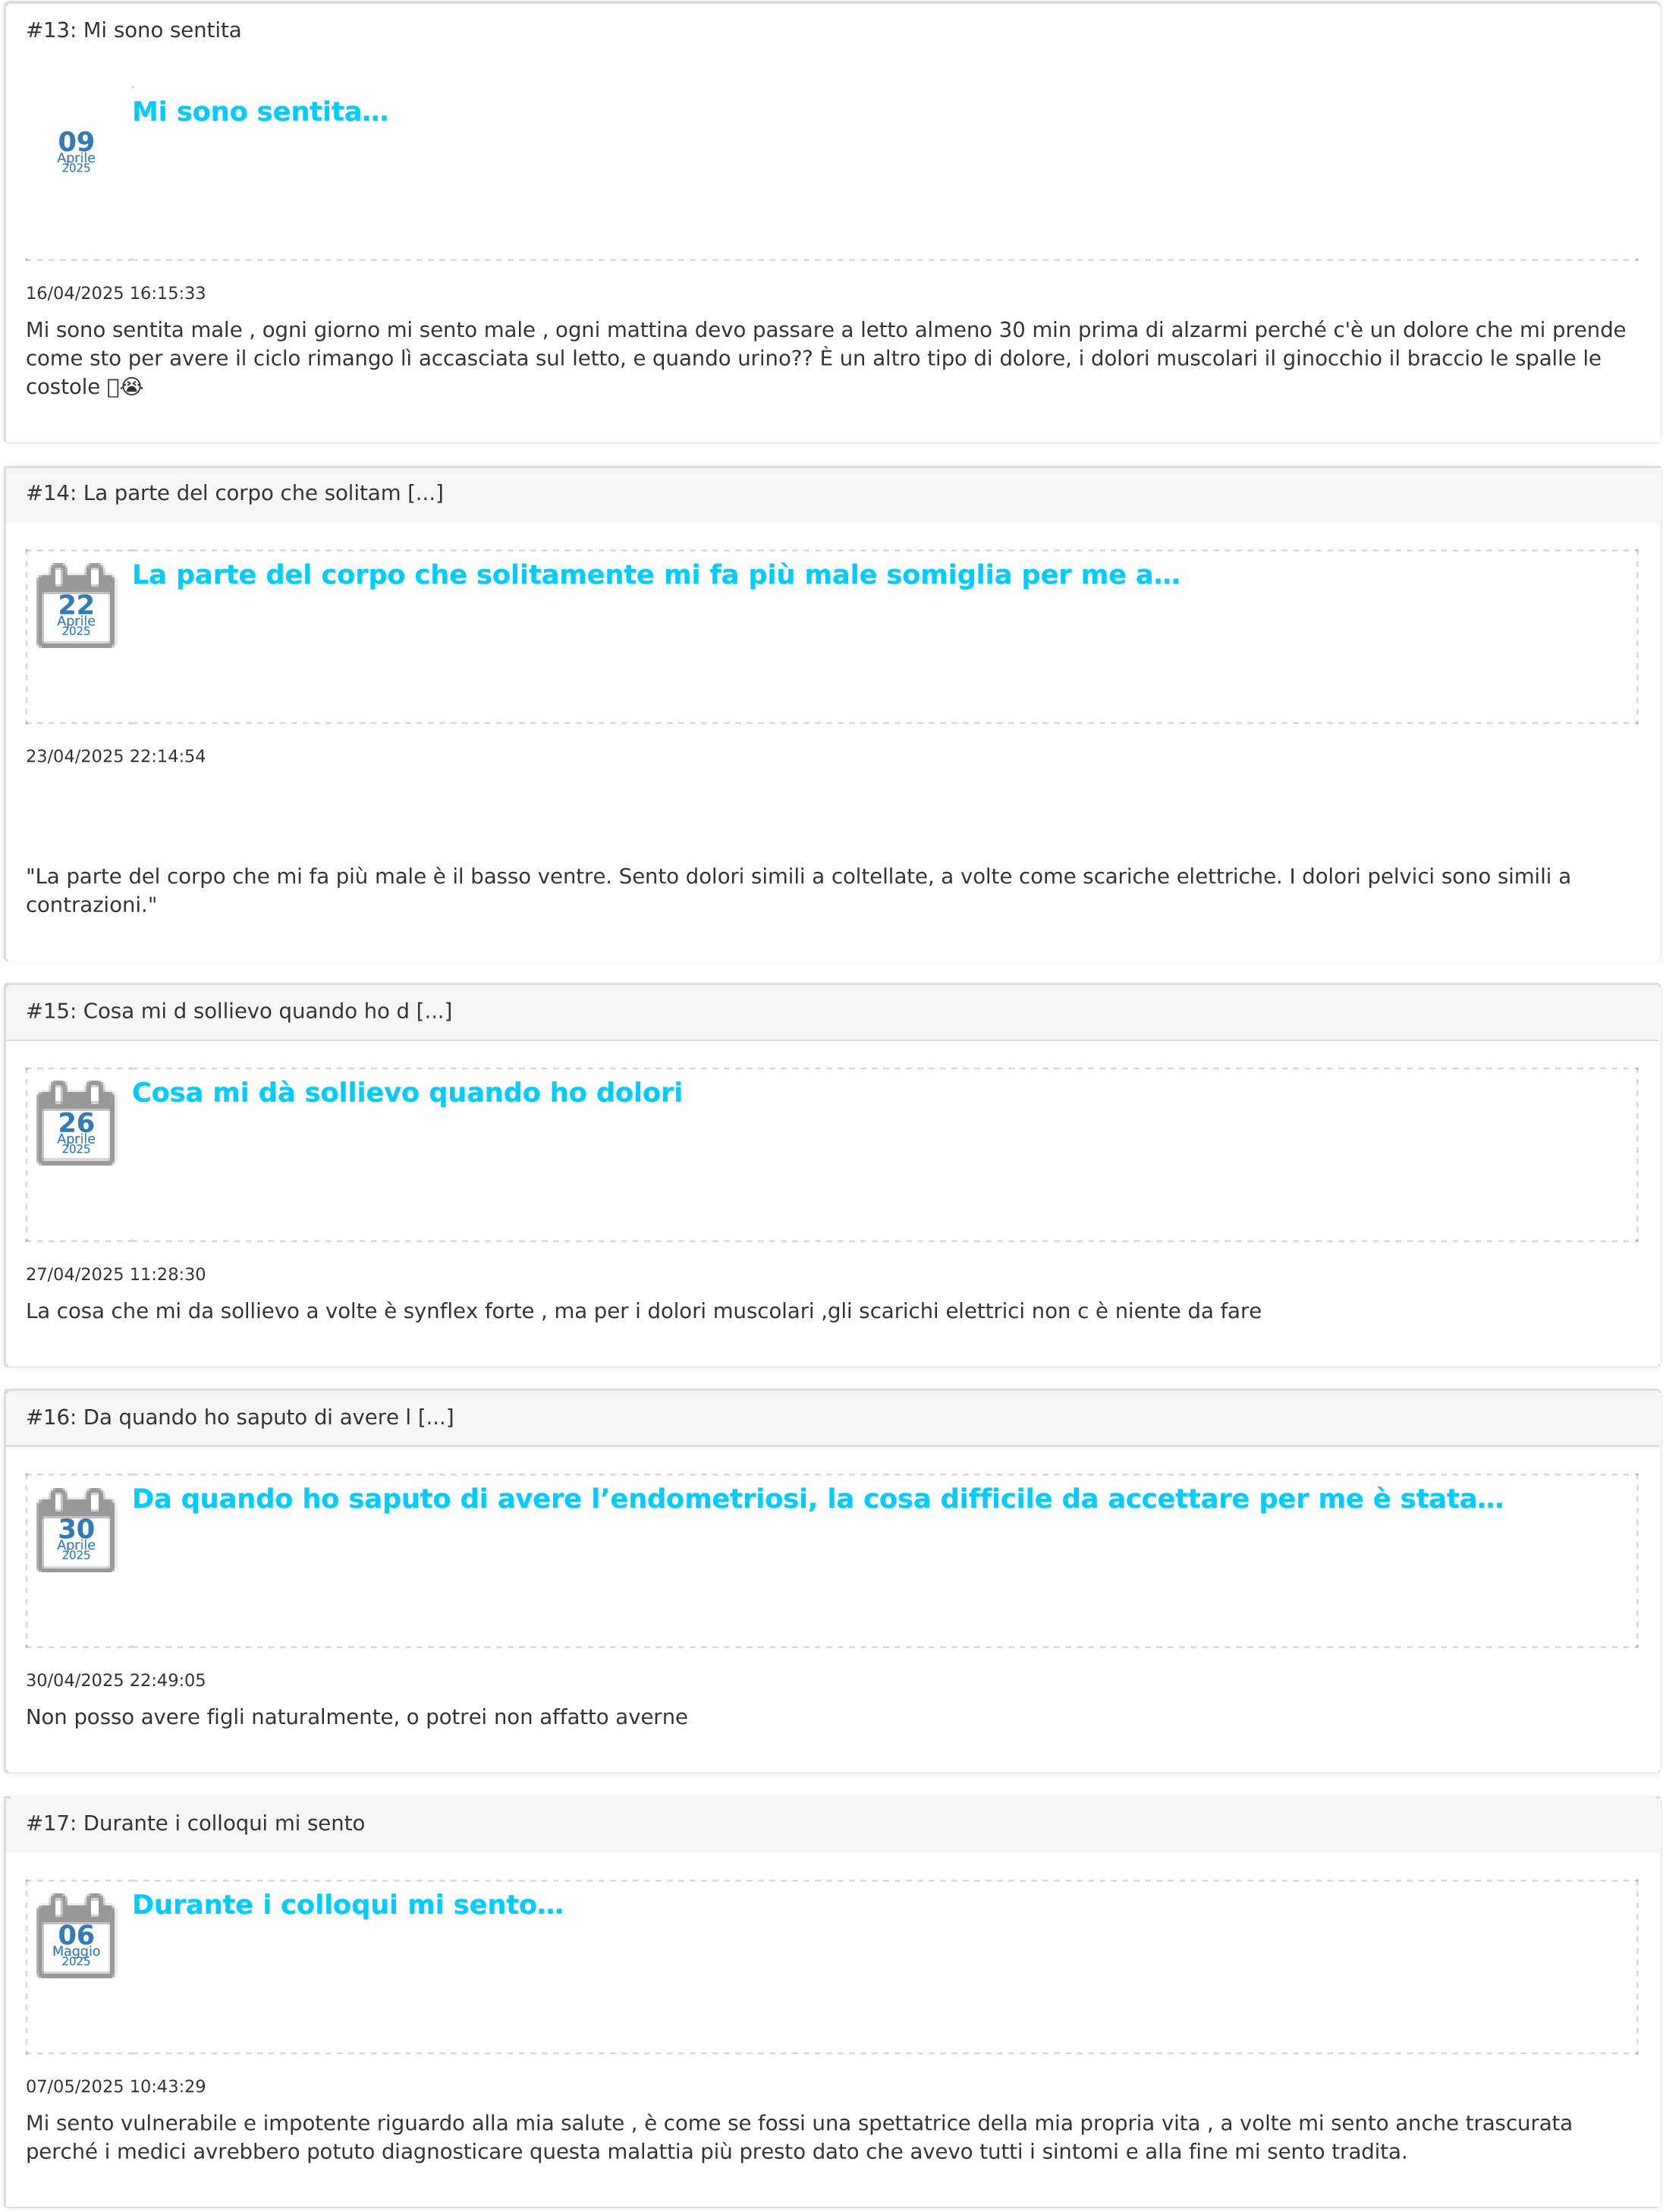 #13: Mi sono sentita
Mi sono sentita...
09
Aprile
2025
16/04/2025 16:15:33
Mi sono sentita male , ogni giorno mi sento male , ogni mattina devo passare a letto almeno 30 min prima di alzarmi perché c'è un dolore che mi prende
come sto per avere il ciclo rimango lì accasciata sul letto, e quando urino?? È un altro tipo di dolore, i dolori muscolari il ginocchio il braccio le spalle le
costole 😭
#14: La parte del corpo che solitam [...]
La parte del corpo che solitamente mi fa più male somiglia per me a...
22
Aprile
2025
23/04/2025 22:14:54
"La parte del corpo che mi fa più male è il basso ventre. Sento dolori simili a coltellate, a volte come scariche elettriche. I dolori pelvici sono simili a
contrazioni."
#15: Cosa mi d sollievo quando ho d [...]
Cosa mi dà sollievo quando ho dolori
26
Aprile
2025
27/04/2025 11:28:30
La cosa che mi da sollievo a volte è synflex forte , ma per i dolori muscolari ,gli scarichi elettrici non c è niente da fare
#16: Da quando ho saputo di avere l [...]
Da quando ho saputo di avere l’endometriosi, la cosa difficile da accettare per me è stata...
30
Aprile
2025
30/04/2025 22:49:05
Non posso avere figli naturalmente, o potrei non affatto averne
#17: Durante i colloqui mi sento
Durante i colloqui mi sento...
06
Maggio
2025
07/05/2025 10:43:29
Mi sento vulnerabile e impotente riguardo alla mia salute , è come se fossi una spettatrice della mia propria vita , a volte mi sento anche trascurata
perché i medici avrebbero potuto diagnosticare questa malattia più presto dato che avevo tutti i sintomi e alla fine mi sento tradita.